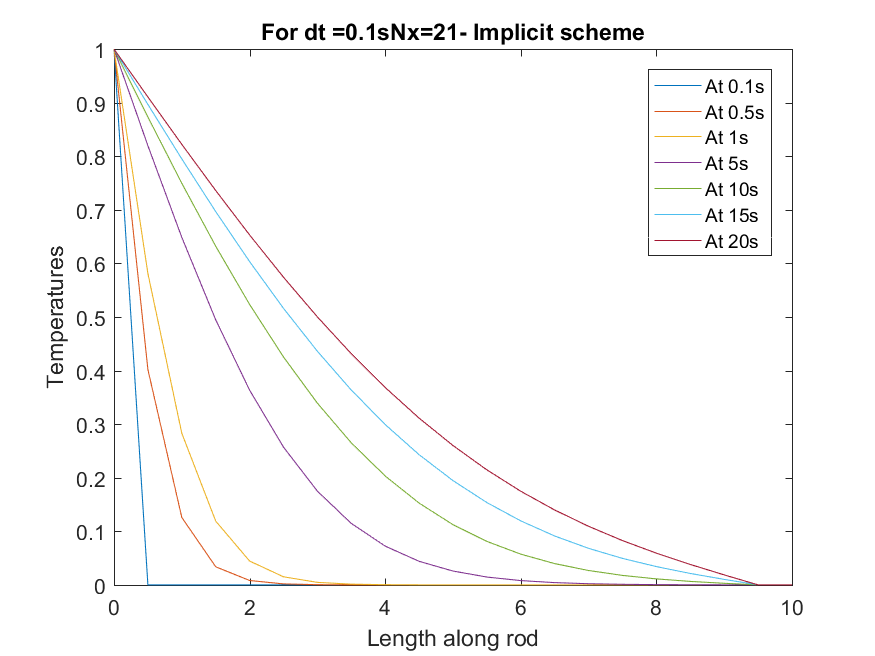 For dt =0.1sNx=21- Implicit scheme
1
0.9
0.8
0.7
0.6
0.5
0.4
0.3
0.2
0.1
0
Temperatures
At 0.1s
At 0.5s
At 1s
At 5s
At 10s
At 15s
At 20s
0 2 4 6 8 10
Length along rod